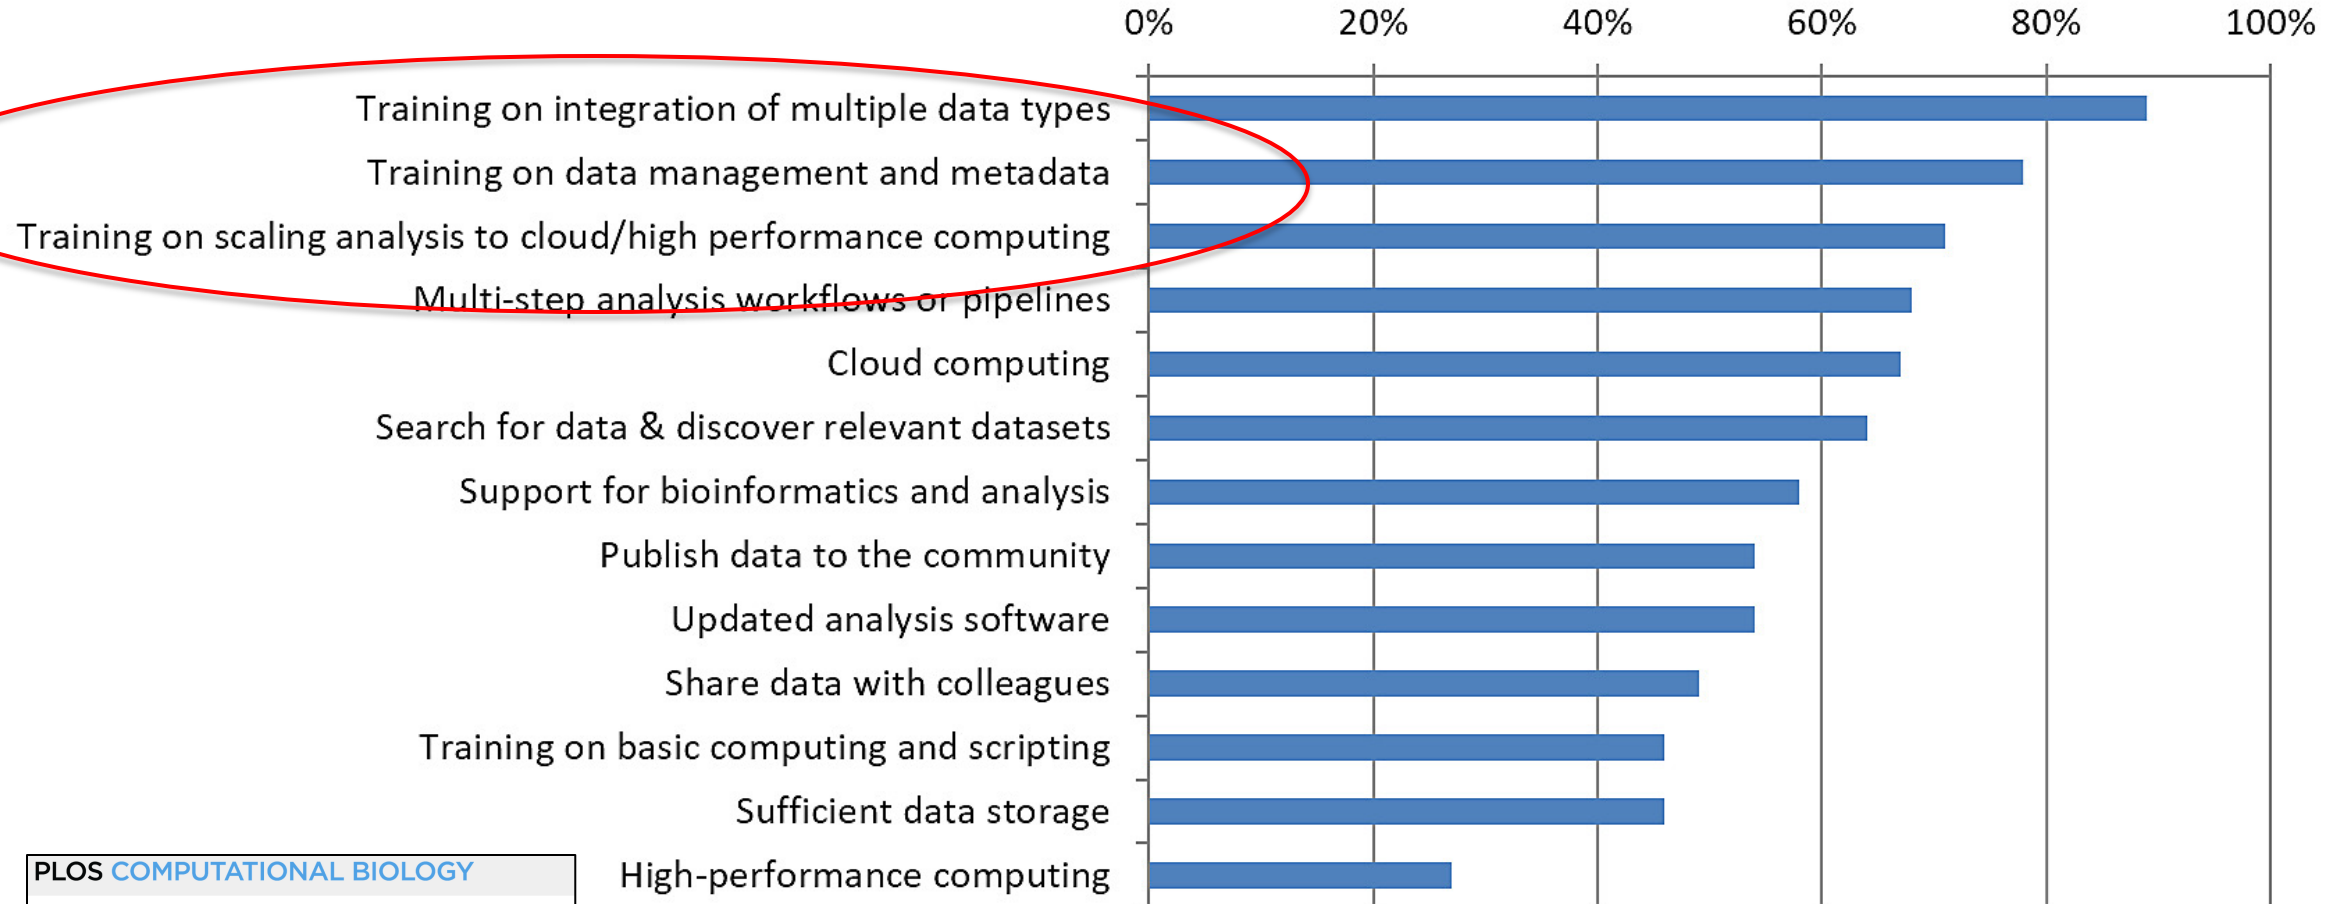 0% 20% 40% 60% 80% 100%
Training on integration of multiple data types
Training on data management and metadata
Training on scaling analysis to cloud/high performance computing
Multi-step analysis workflows or pipelines
Cloud computing
Search for data & discover relevant datasets
Support for bioinformatics and analysis
Publish data to the community
Updated analysis software
Share data with colleagues
Training on basic computing and scripting
Sufficient data storage
High-performance computing
PLOS COMPUTATIONAL BIOLOGY